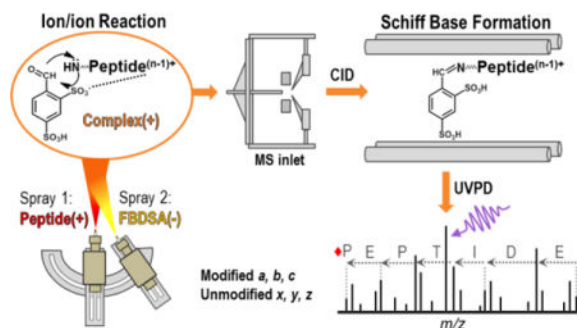 Ion/ion Reaction
O
HN
Peptide(n-1)+
SO3-
SO3H
Complex(+)
Spray 1:
Peptide(+)
Spray 2:
FBDSA(-)
MS inlet
CID
Schiff Base Formation
CH=N
Peptide(n-1)+
SO3H
SO3H
UVPD
Modified a, b, c
Unmodified x, y, z
P E P T I D E
m/z